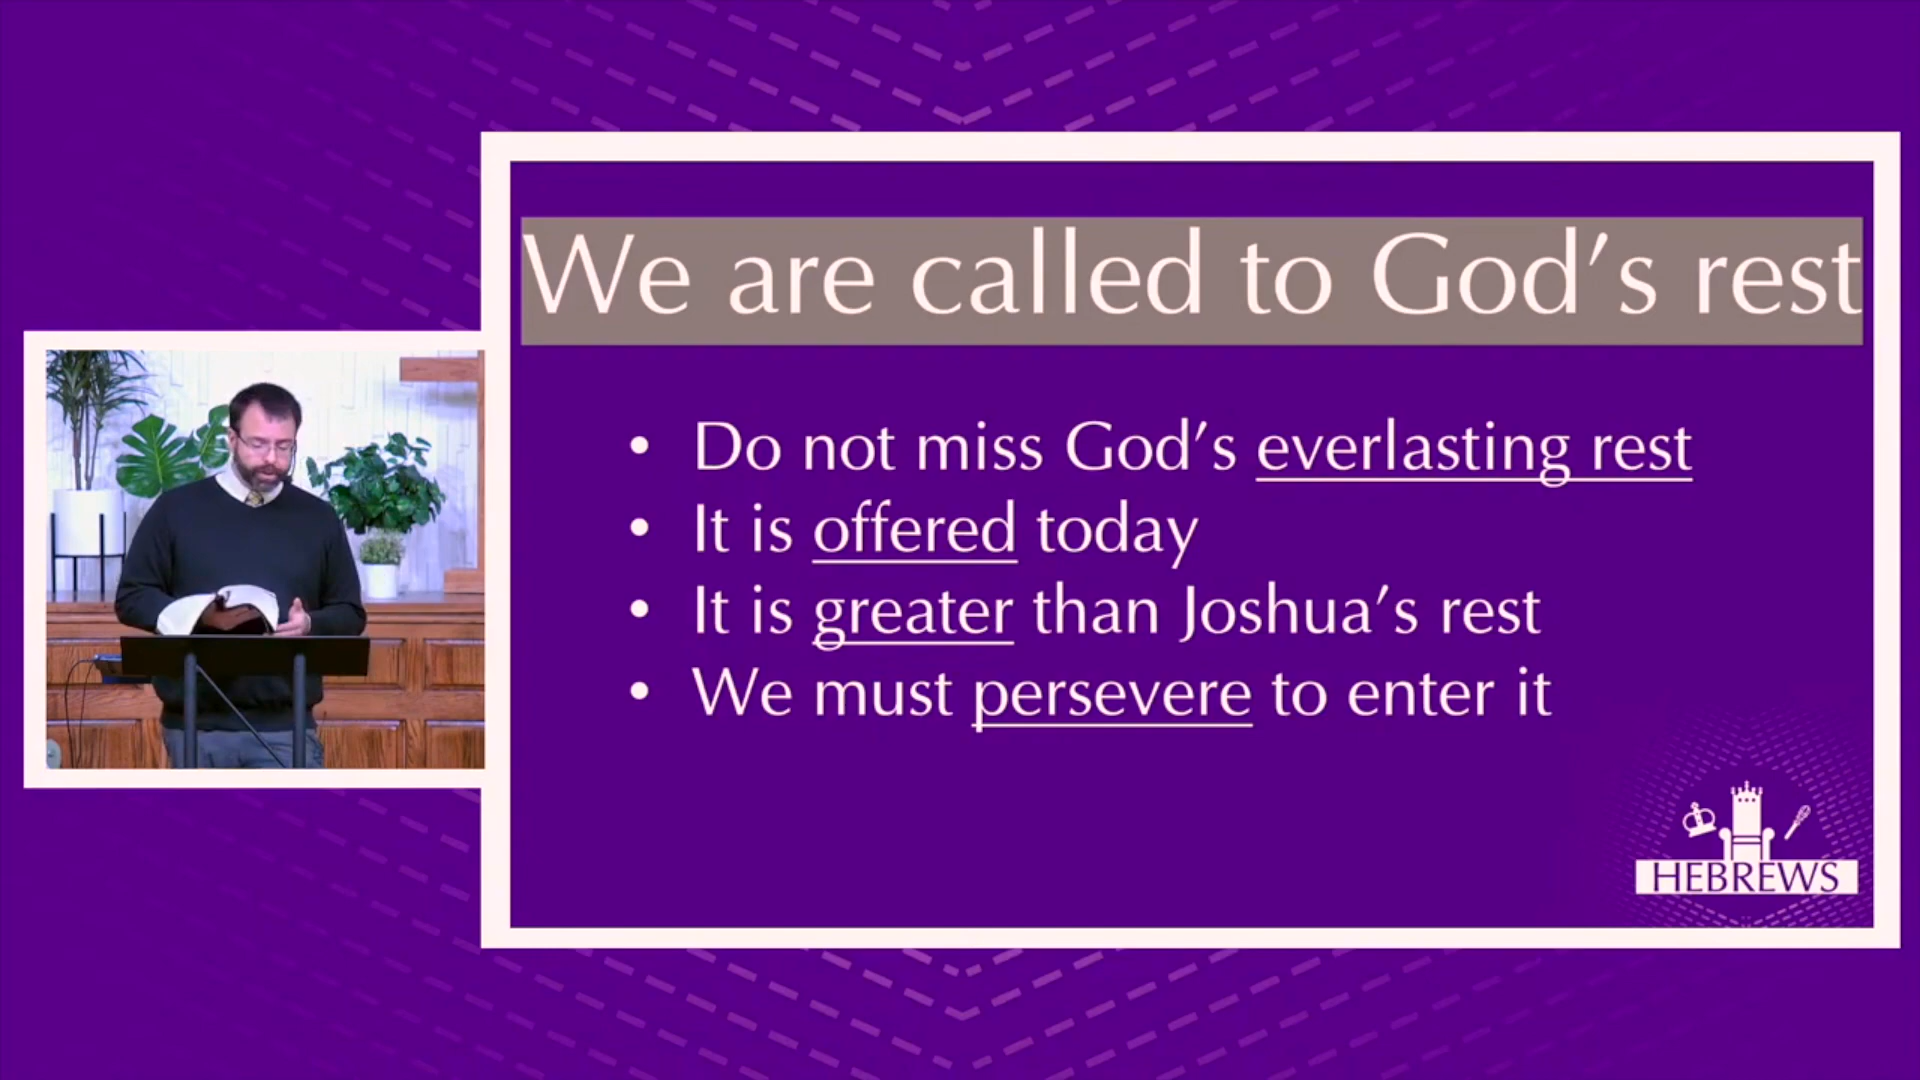 We are called to God’s rest
• Do not miss God’s everlasting rest
• It is offered today
• It is greater than Joshua’s rest
• We must persevere to enter it
HEBREWS